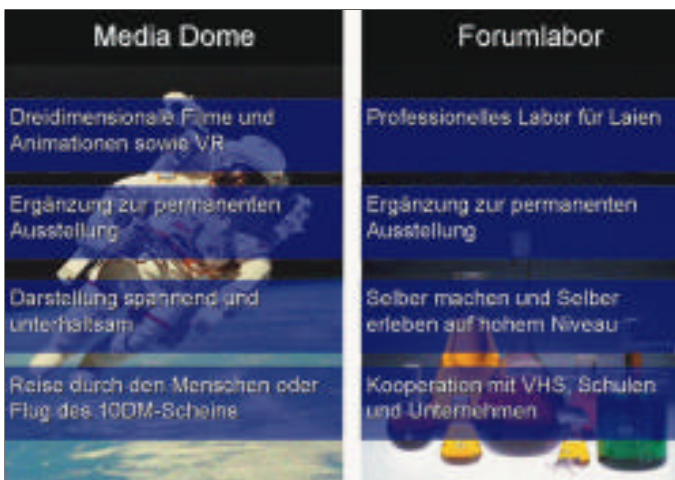 Media Dome
Dreidimensionale Filme und
Animationen sowie VR
Ergänzung zur permanenten
Ausstellung
Darstellung spannend und
unterhaltsam
Reise durch den Menschen oder
Flug des 10DM-Scheins
Forumlabor
Professionelles Labor für Laien
Ergänzung zur permanenten
Ausstellung
Selber machen und Selber
erleben auf hohem Niveau
Kooperation mit VHS, Schulen
und Unternehmen